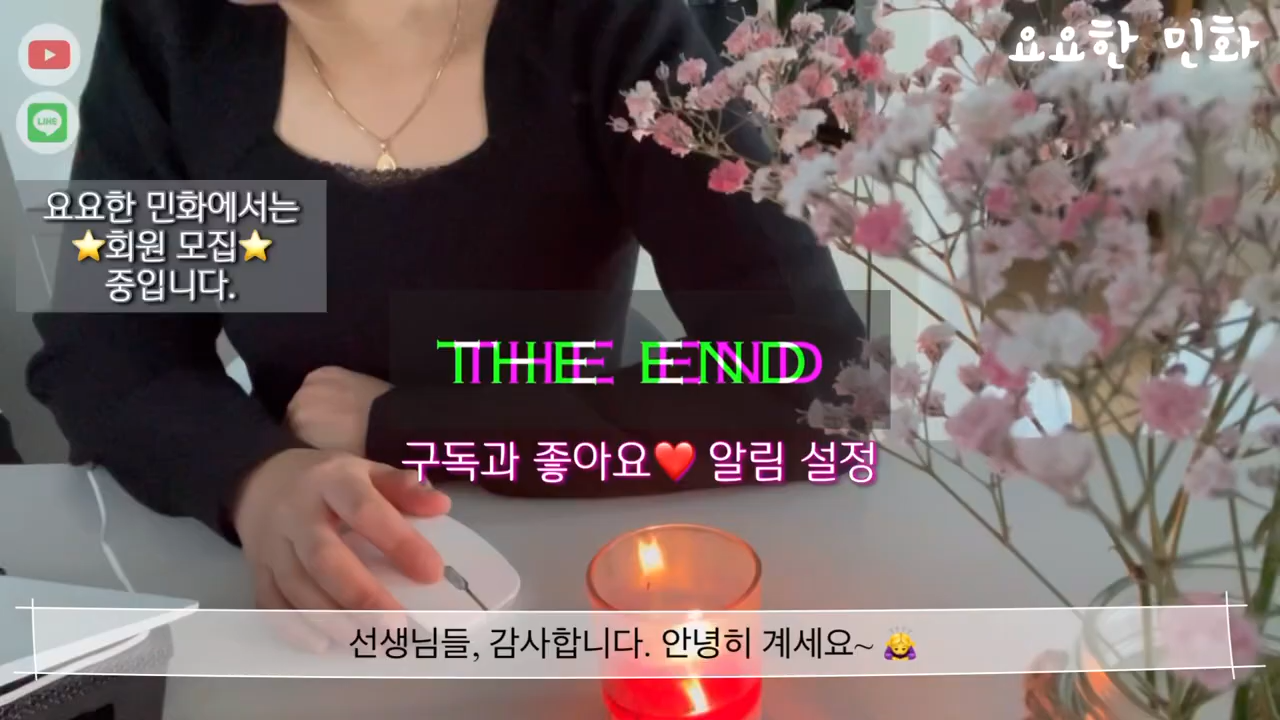 요요한 민화
LINE
요요한 민화에서는
⭐회원 모집⭐
중입니다.
THE END
구독과 좋아요❤️ 알림 설정
선생님들, 감사합니다. 안녕히 계세요~ 🙇‍♀️